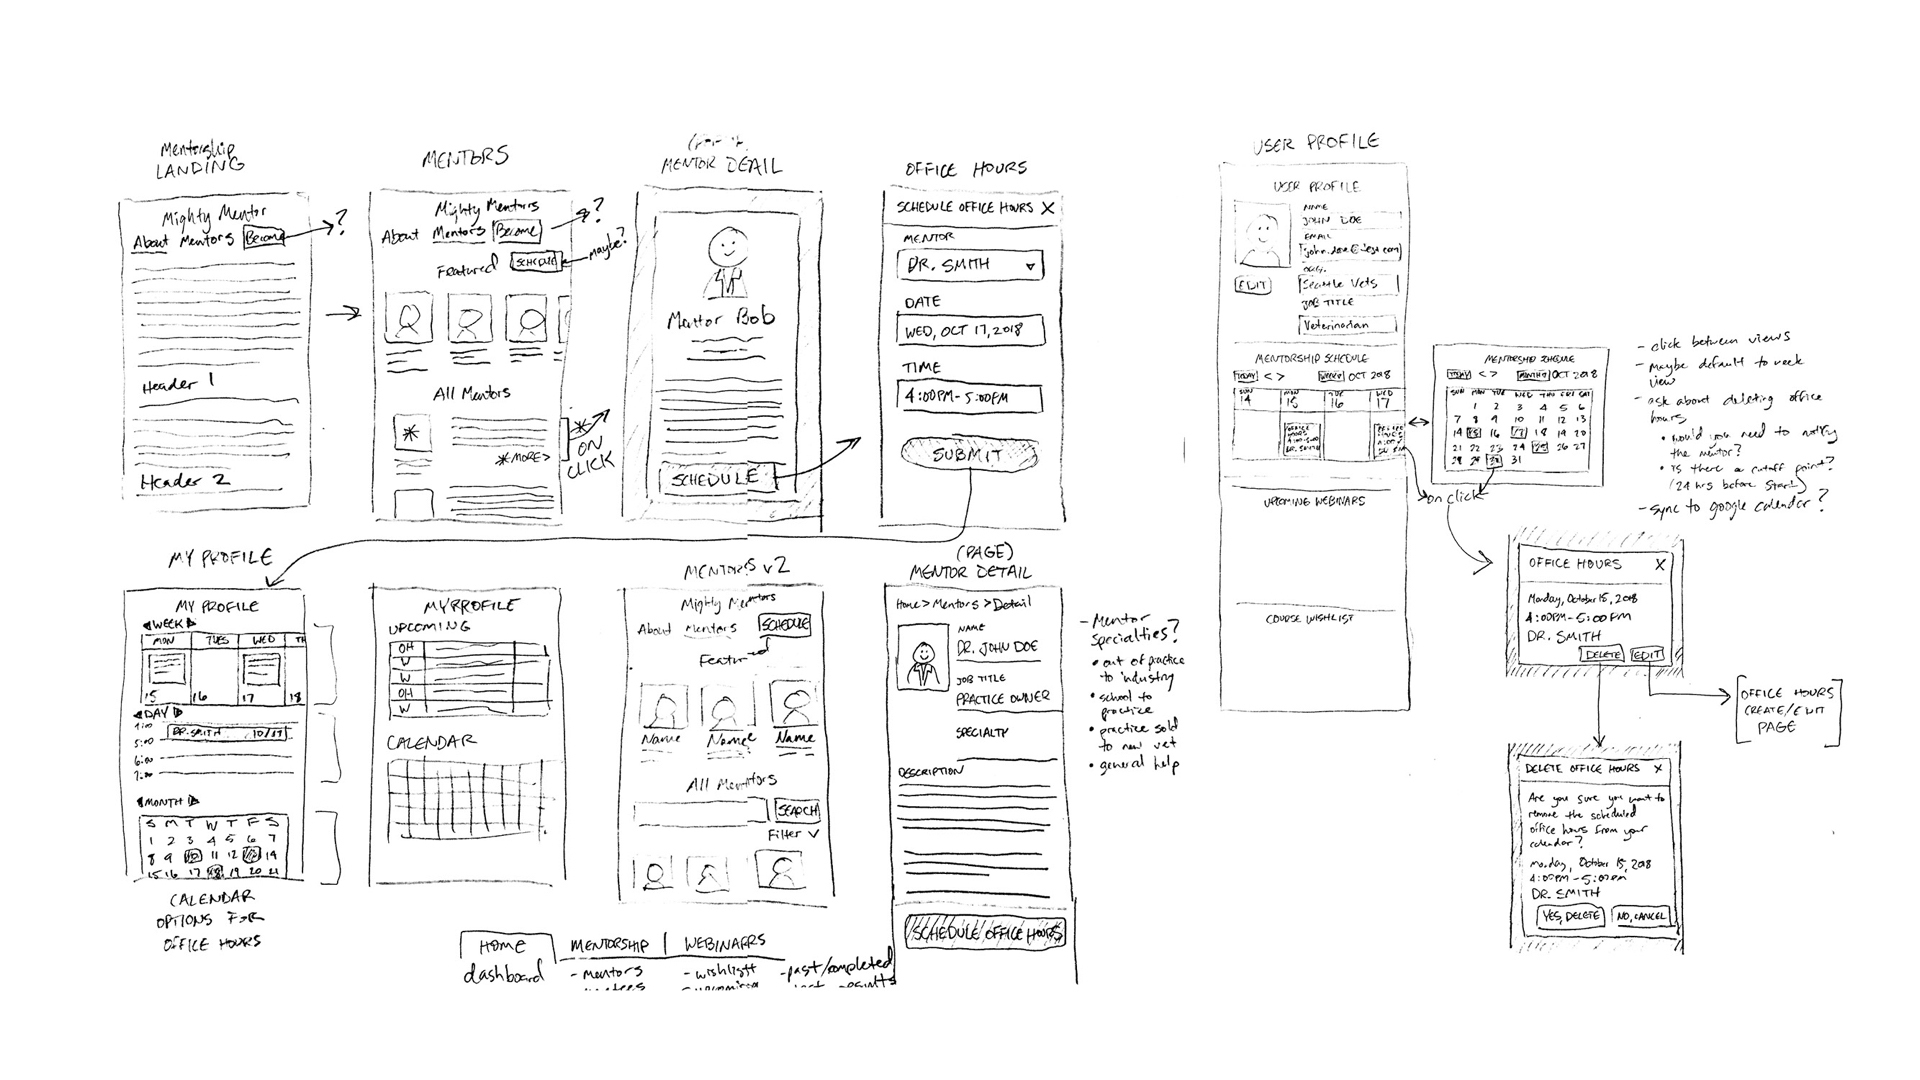 Mentorship
LANDING
Mighty Mentor
About Mentors Become
?
Header 1
Header 2
MENTORS
Mighty Mentors
?
About Mentors Become
maybe?
Featured SCHEDULE
All Mentors
*
*MORE>
* ON
CLICK
MENTOR DEAIL
Mentor Bob
SCHEDULE
OFFICE HOURS
SCHEDULE OFFICE HOURS X
MENTOR
DR. SMITH
DATE
WED, OCT 17, 2018
TIME
4:00PM-5:00PM
SUBMIT
MY PROFILE
MY PROFILE
WEEK
MON TUES WED TH
15 16 17 18
DAY
5:00 DR. SMITH 10/17
6:00
7:00
MONTH
S M T W T F S
1 2 3 4 5 6 7
8 9 10 11 12 13 14
15 16 17 18 19 20 21
CALENDAR
OPTIONS FOR
OFFICE HOURS
MY PROFILE
UPCOMING
OH
W
W
OH
W
CALENDAR
MENTORS v2
Mighty Mentors
About Mentors SCHEDULE
Featured
Name Name Name
All Mentors
SEARCH
Filter
(PAGE)
MENTOR DETAIL
Home > Mentors > Detail
NAME
DR. JOHN DOE
JOB TITLE
PRACTICE OWNER
SPECIALTY
DESCRIPTION
SCHEDULE OFFICE HOURS
- Mentor
specialties?
• out of practice
to industry
• school to
practice
• practice sold
to new vet
• general help
HOME MENTORSHIP WEBINARRS
dashboard - mentors - wishlist - past/completed
USER PROFILE
USER PROFILE
NAME
JOHN DOE
EMAIL
john.doe@test.com
ORG.
EDIT Seattle Vets
JOB TITLE
Veterinarian
MENTORSHIP SCHEDULE
TODAY < > WEEK OCT 2018
SUN MON TUE WED
14 15 16 17
OFFICE
HOURS
4:00-5:00
DR. SMITH
UPCOMING WEBINARS
COURSE WISHLIST
MENTORSHIP SCHEDULE
TODAY < > MONTH OCT 2018
SUN MON TUE WED THU FRI SAT
1 2 3 4 5 6
7 8 9 10 11 12 13
14 15 16 17 18 19 20
21 22 23 24 25 26 27
28 29 30 31
on click
- click between views
- Maybe default to week
view
- ask about deleting office
hours
• would you need to notify
the mentor?
• is there a cutoff point?
(24 hrs before start)
- sync to google calendar?
OFFICE HOURS X
Monday, October 15, 2018
4:00PM-5:00PM
DR. SMITH
DELETE EDIT
OFFICE HOURS
CREATE/EDIT
PAGE
DELETE OFFICE HOURS X
Are you sure you want to
remove the scheduled
office hours from your
calendar?
Monday, October 15, 2018
4:00PM-5:00PM
DR. SMITH
YES, DELETE NO, CANCEL